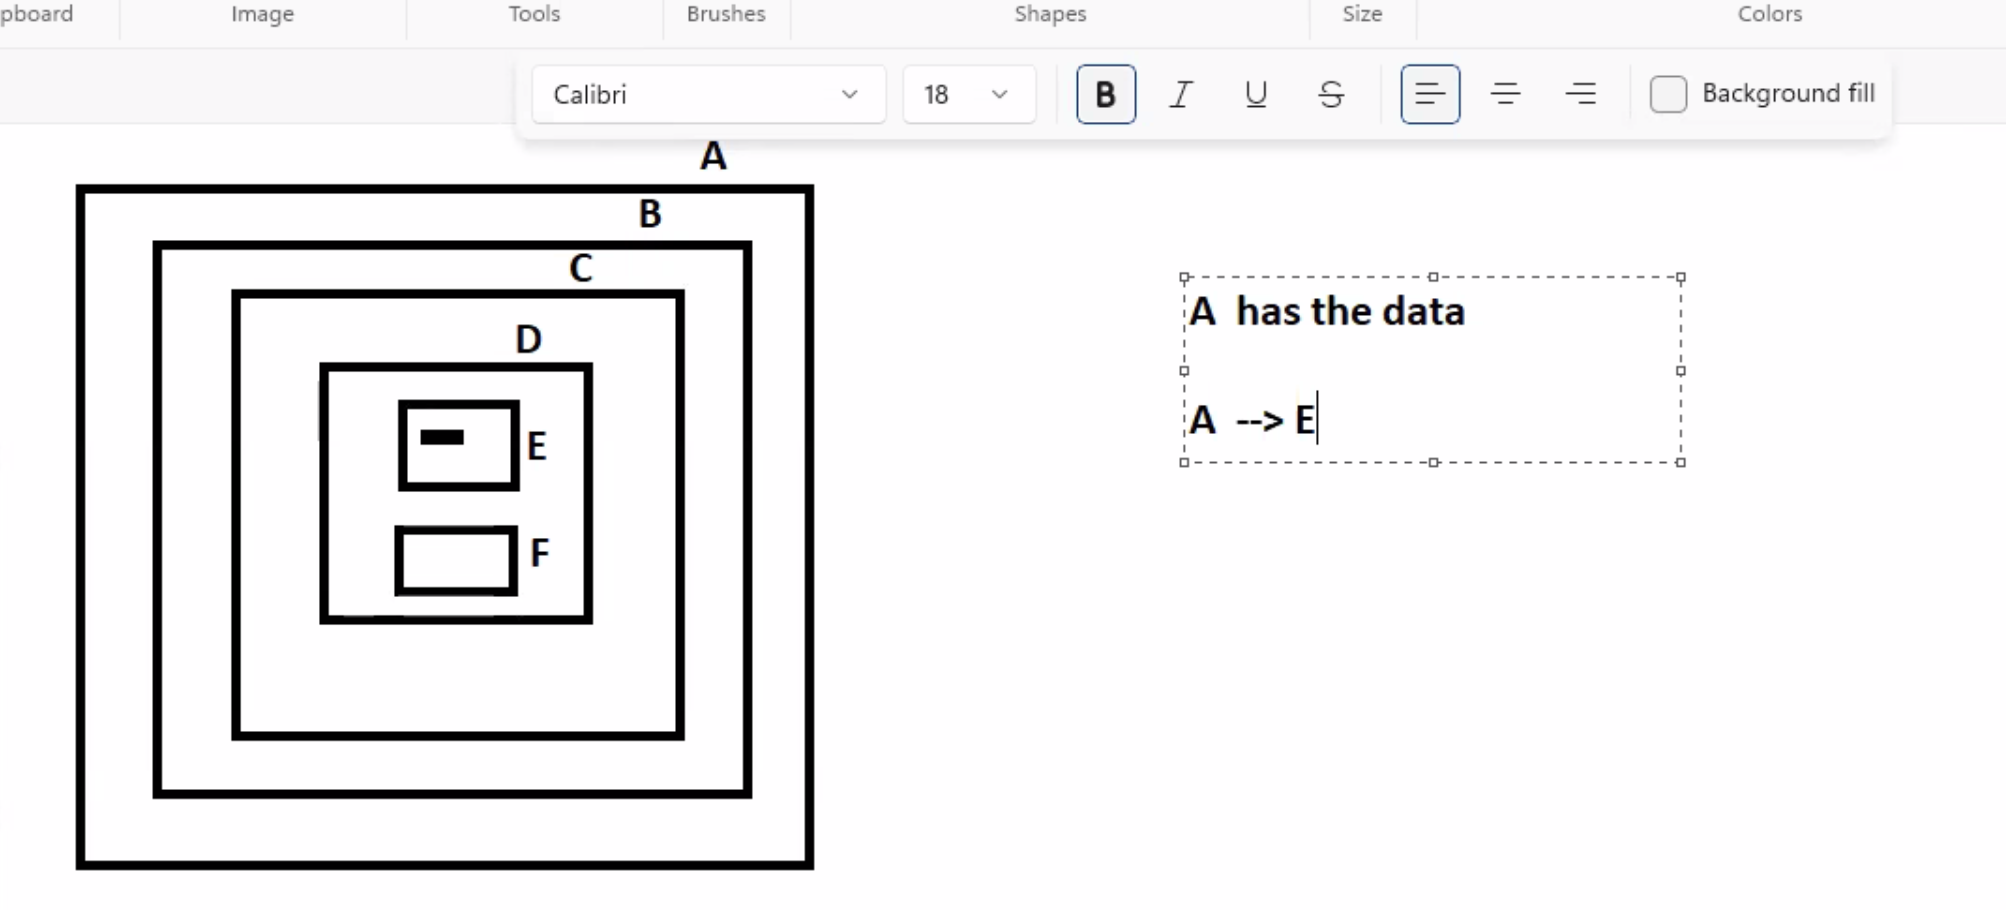 pboard Image Tools Brushes Shapes Size Colors
Calibri 18 B I U S Background fill
A
B
C
D
E
F
A has the data
A --> E